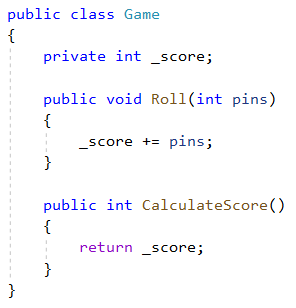 public class Game
{
    private int _score;

    public void Roll(int pins)
    {
        _score += pins;
    }

    public int CalculateScore()
    {
        return _score;
    }
}